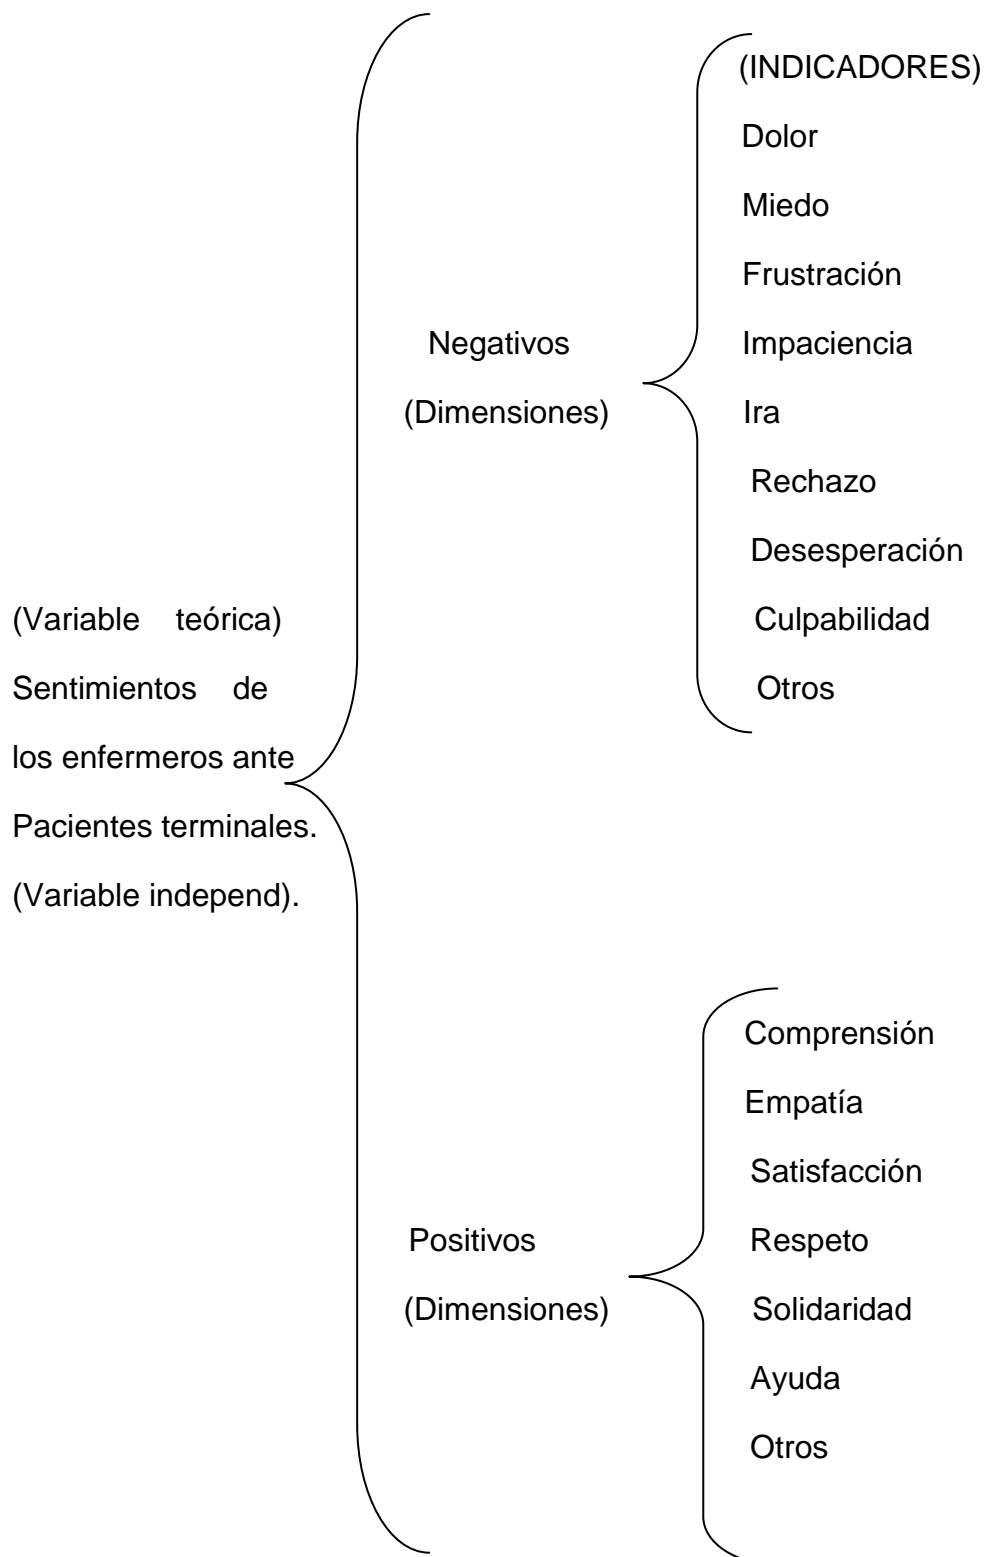 (Variable teórica)
Sentimientos de
los enfermeros ante
Pacientes terminales.
(Variable independ).
Negativos
(Dimensiones)
(INDICADORES)
Dolor
Miedo
Frustración
Impaciencia
Ira
Rechazo
Desesperación
Culpabilidad
Otros
Positivos
(Dimensiones)
Comprensión
Empatía
Satisfacción
Respeto
Solidaridad
Ayuda
Otros